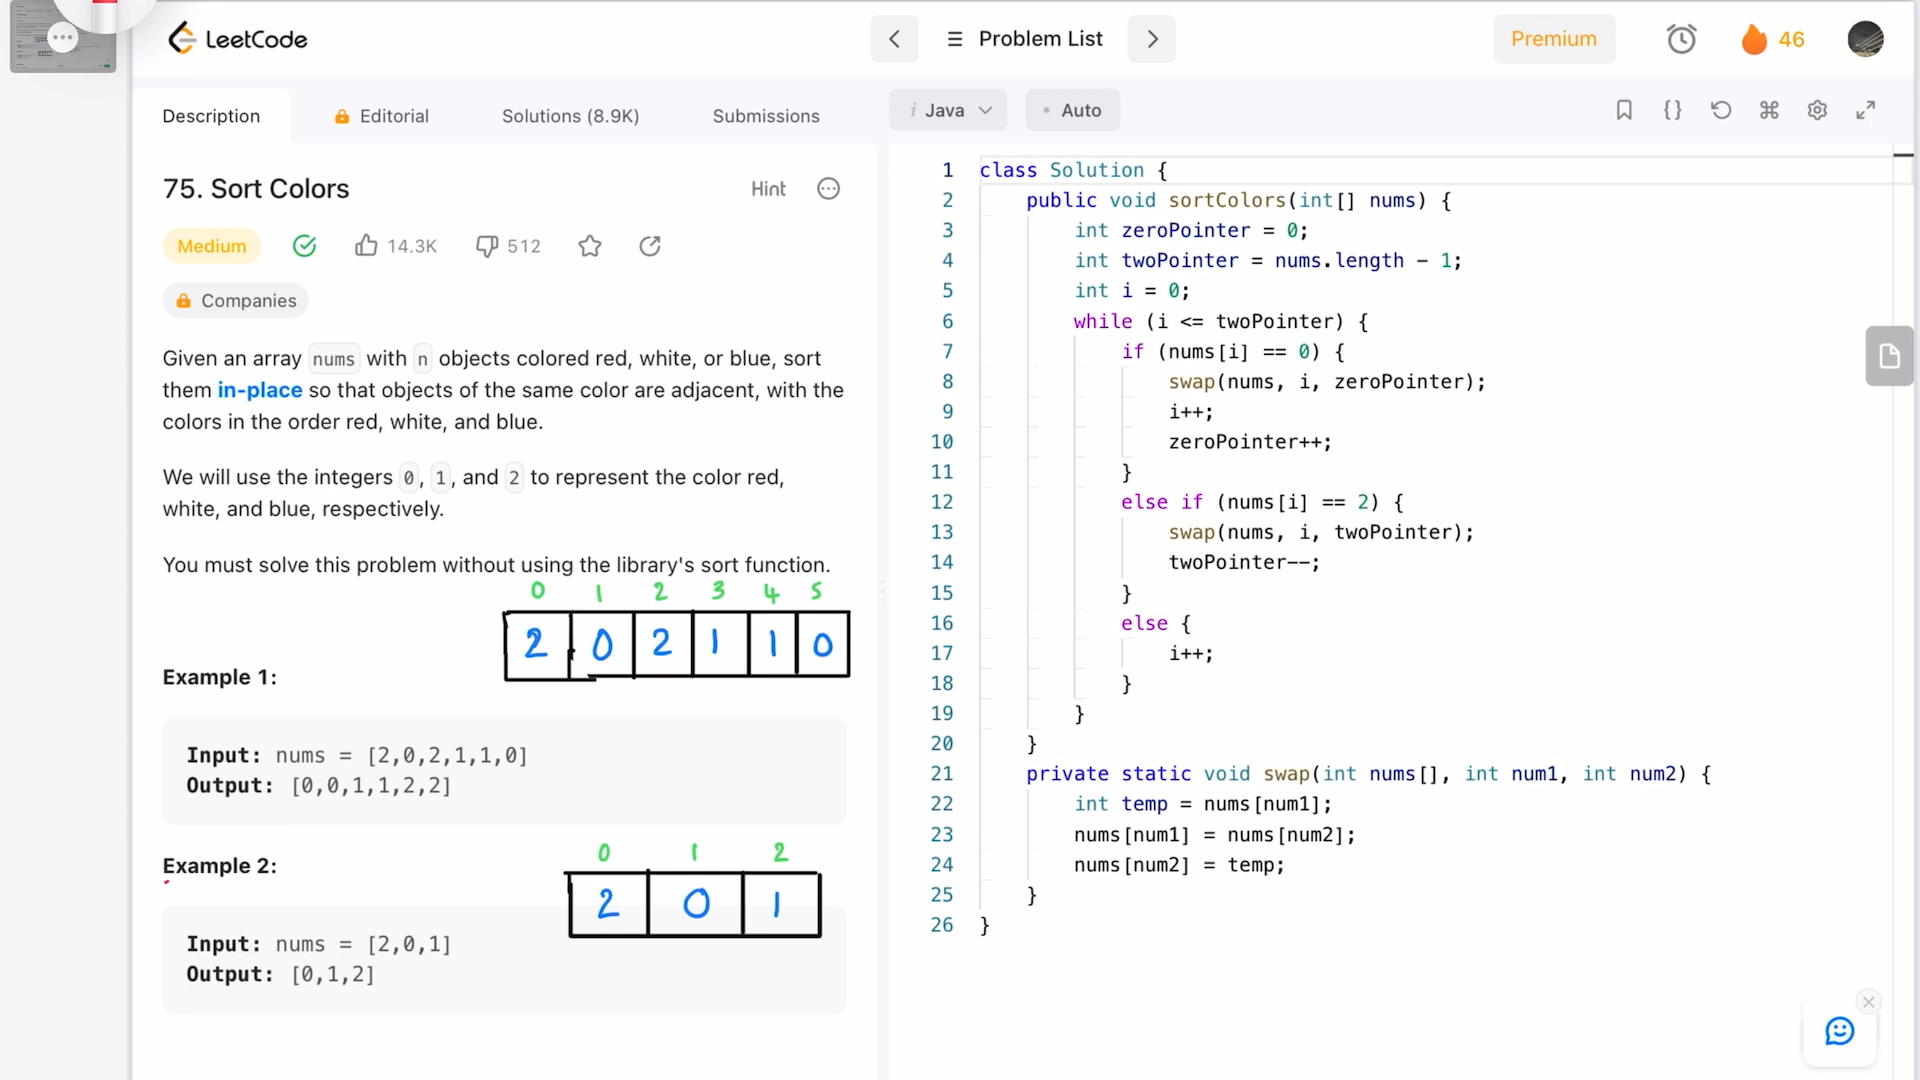 LeetCode
Problem List
Premium
46
Description
Editorial
Solutions (8.9K)
Submissions
Java
Auto
75. Sort Colors
Hint
Medium
14.3K
512
Companies
Given an array nums with n objects colored red, white, or blue, sort
them in-place so that objects of the same color are adjacent, with the
colors in the order red, white, and blue.
We will use the integers 0, 1, and 2 to represent the color red,
white, and blue, respectively.
You must solve this problem without using the library's sort function.
0 1 2 3 4 5
2 0 2 1 1 0
Example 1:
Input: nums = [2,0,2,1,1,0]
Output: [0,0,1,1,2,2]
0 1 2
Example 2:
2 0 1
Input: nums = [2,0,1]
Output: [0,1,2]
1 class Solution {
2 public void sortColors(int[] nums) {
3 int zeroPointer = 0;
4 int twoPointer = nums.length - 1;
5 int i = 0;
6 while (i <= twoPointer) {
7 if (nums[i] == 0) {
8 swap(nums, i, zeroPointer);
9 i++;
10 zeroPointer++;
11 }
12 else if (nums[i] == 2) {
13 swap(nums, i, twoPointer);
14 twoPointer--;
15 }
16 else {
17 i++;
18 }
19 }
20 }
21 private static void swap(int nums[], int num1, int num2) {
22 int temp = nums[num1];
23 nums[num1] = nums[num2];
24 nums[num2] = temp;
25 }
26 }